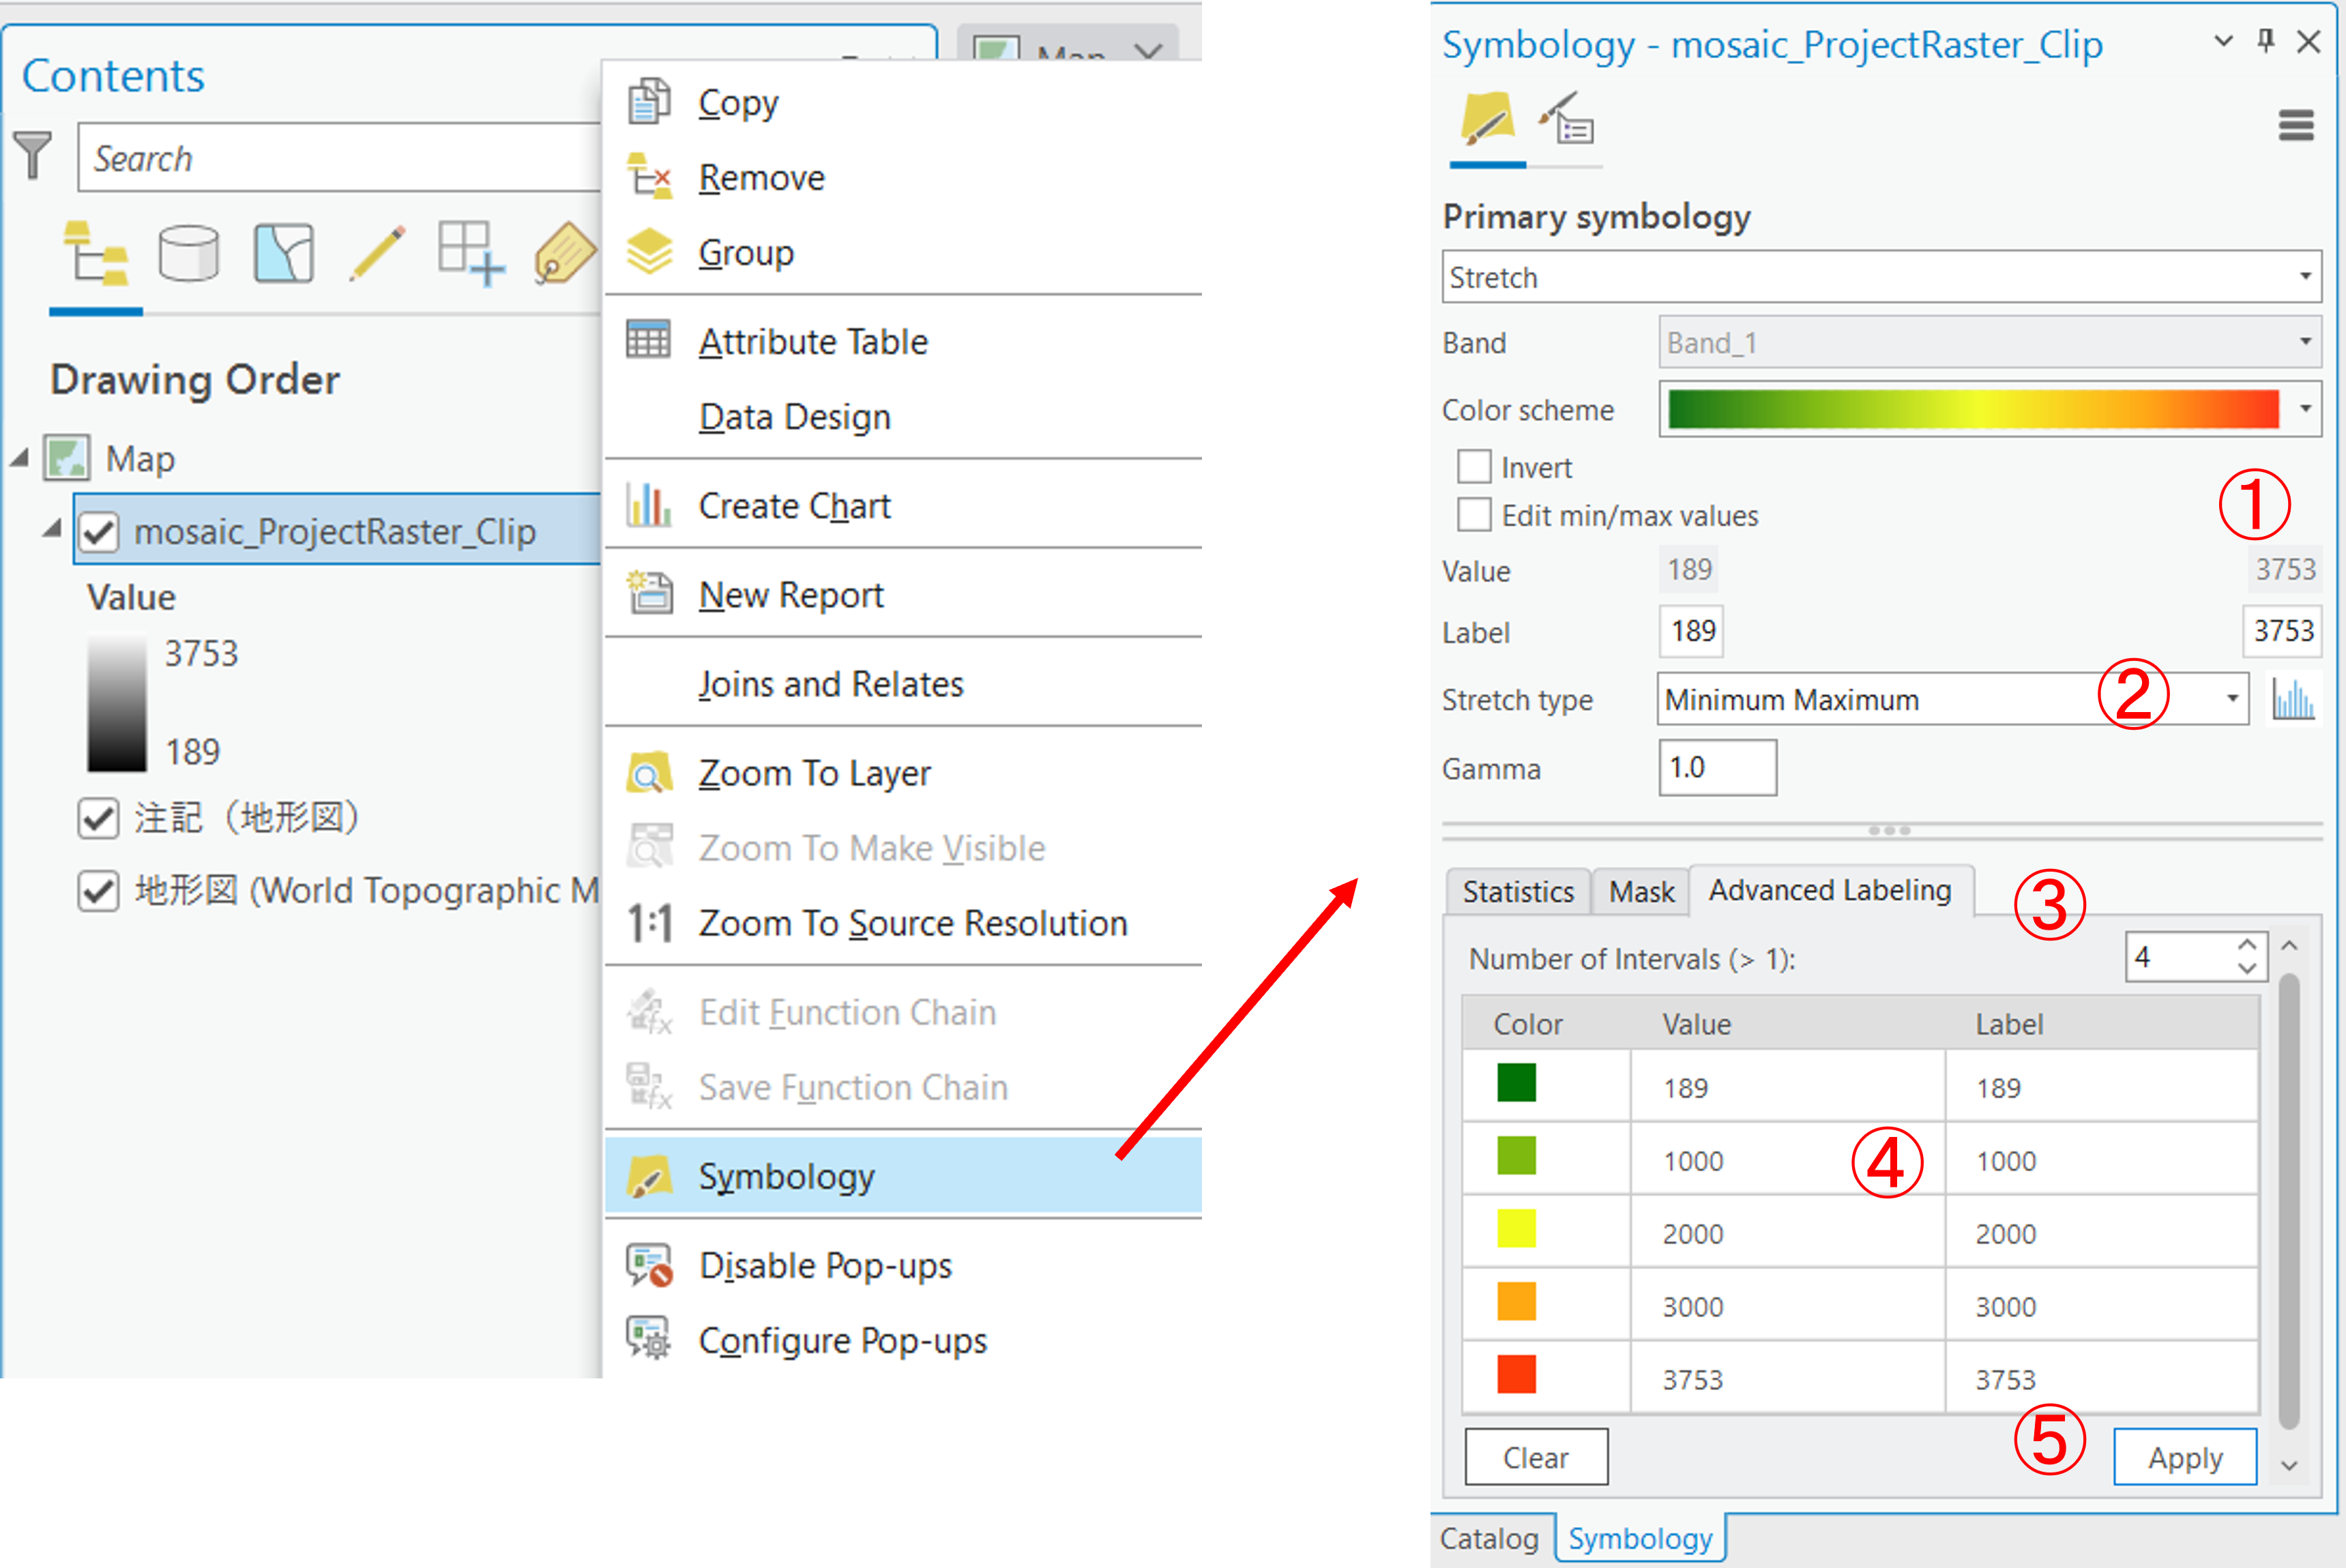 Contents
Search
Drawing Order
Map
mosaic_ProjectRaster_Clip
Value
3753
189
注記（地形図）
地形図 (World Topographic M
Map
Copy
Remove
Group
Attribute Table
Data Design
Create Chart
New Report
Joins and Relates
Zoom To Layer
Zoom To Make Visible
1:1 Zoom To Source Resolution
Edit Function Chain
Save Function Chain
Symbology
Disable Pop-ups
Configure Pop-ups
Symbology - mosaic_ProjectRaster_Clip
Primary symbology
Stretch
Band Band_1
Color scheme
Invert
①
Edit min/max values
Value 189 3753
Label 189 3753
Stretch type Minimum Maximum ②
Gamma 1.0
Statistics Mask Advanced Labeling ③
Number of Intervals (> 1): 4
Color Value Label
189 189
1000 ④ 1000
2000 2000
3000 3000
3753 3753
Clear ⑤ Apply
Catalog Symbology